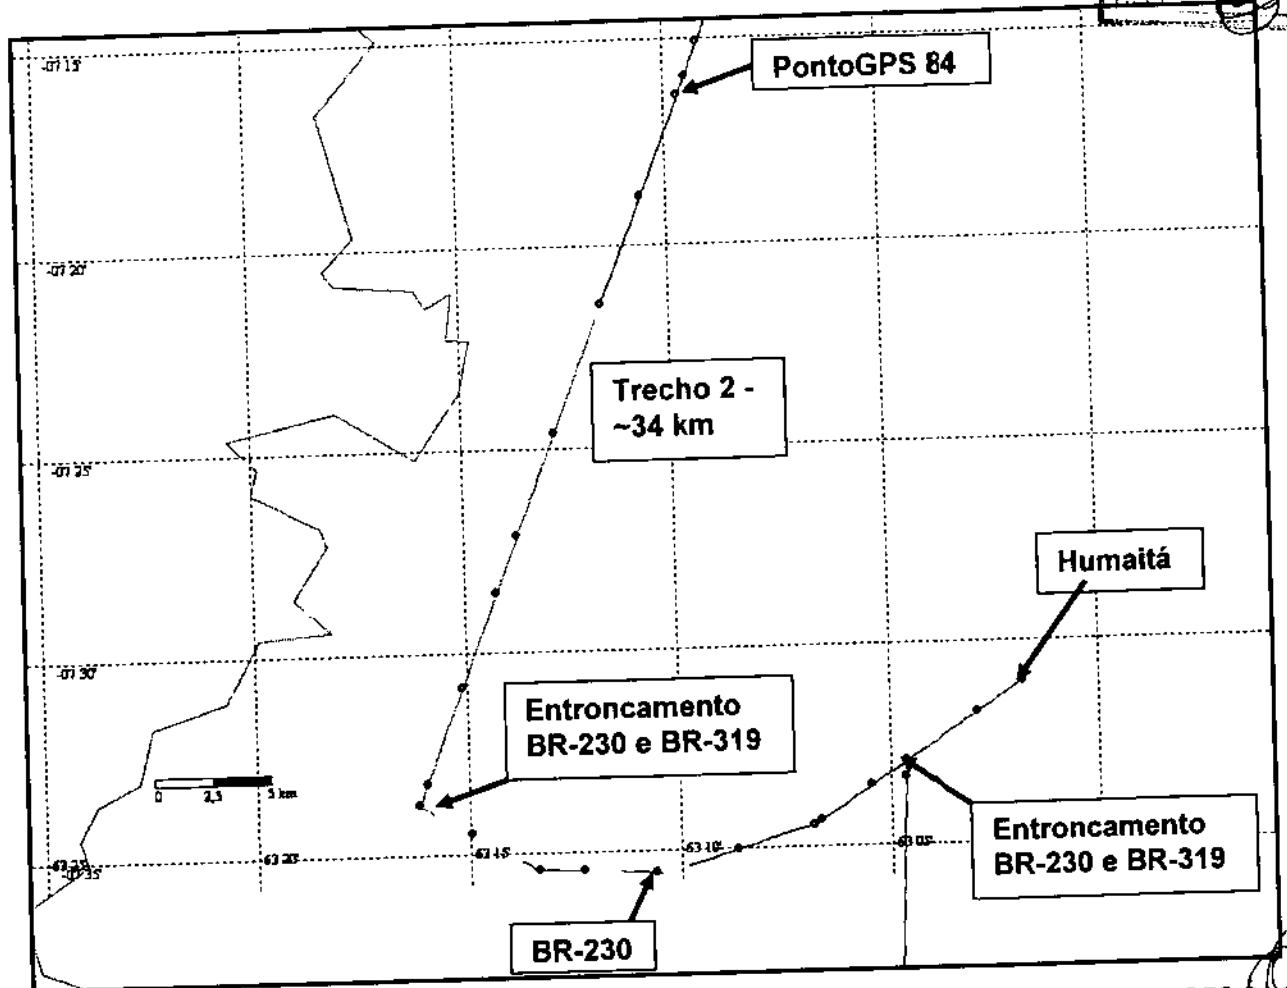 -07 15'
PontoGPS 84
-07 20'
Trecho 2 -
~34 km
-07 25'
Humaitá
-07 30'
Entroncamento
BR-230 e BR-319
0 2,5 5 km
Entroncamento
BR-230 e BR-319
63 20'
63 15'
63 10'
63 05'
-07 35'
BR-230